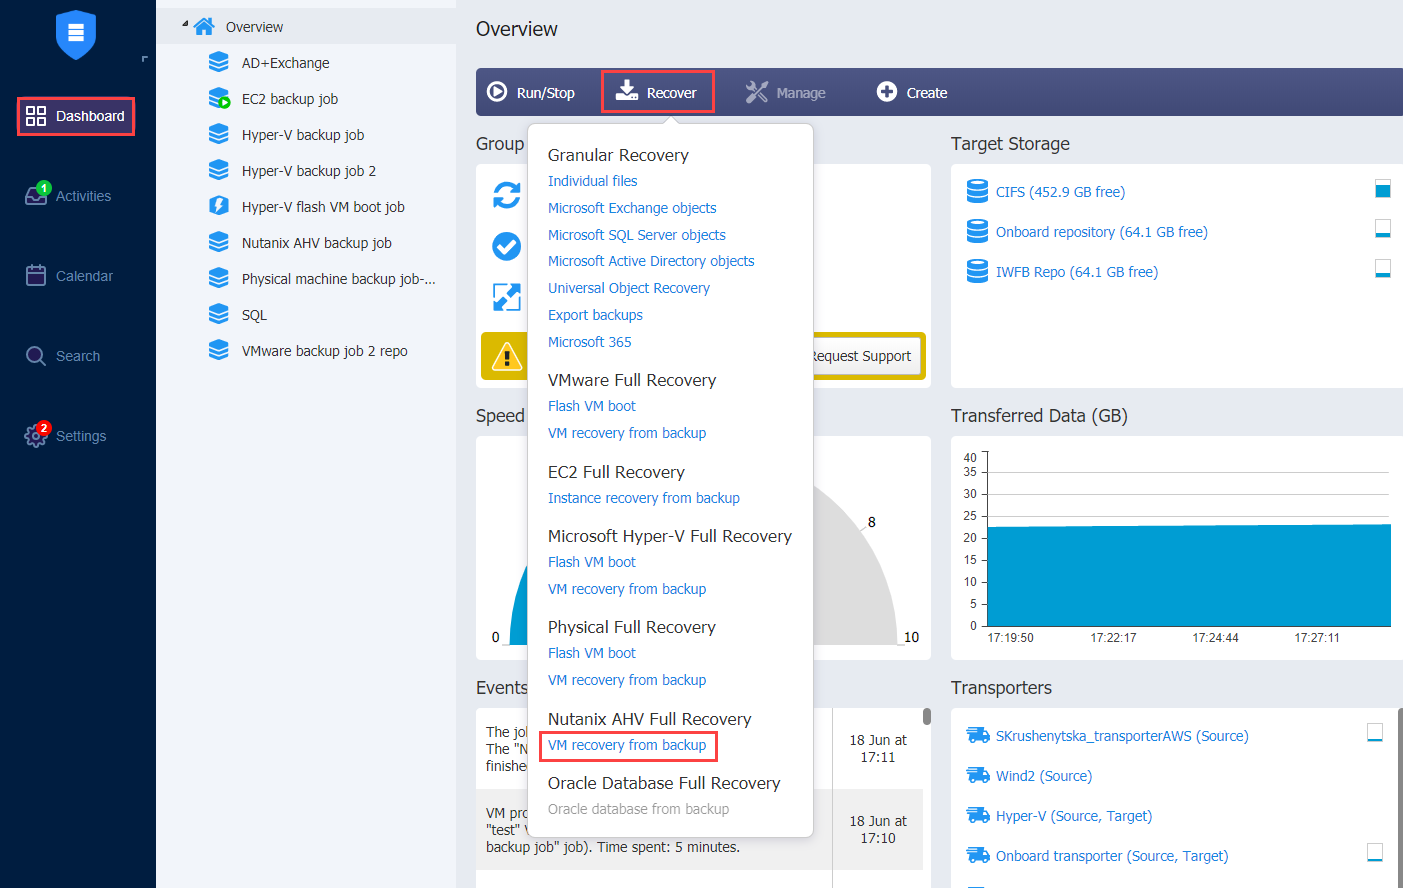 Dashboard
1
Activities
Calendar
Search
2
Settings
Overview
AD+Exchange
EC2 backup job
Hyper-V backup job
Hyper-V backup job 2
Hyper-V flash VM boot job
Nutanix AHV backup job
Physical machine backup job-...
SQL
VMware backup job 2 repo
Overview
Run/Stop
Recover
Manage
Create
Group
Granular Recovery
Individual files
Microsoft Exchange objects
Microsoft SQL Server objects
Microsoft Active Directory objects
Universal Object Recovery
Export backups
Microsoft 365
VMware Full Recovery
Flash VM boot
VM recovery from backup
EC2 Full Recovery
Instance recovery from backup
Microsoft Hyper-V Full Recovery
Flash VM boot
VM recovery from backup
Physical Full Recovery
Flash VM boot
VM recovery from backup
Nutanix AHV Full Recovery
VM recovery from backup
Oracle Database Full Recovery
Oracle database from backup
Request Support
Speed
0
8
10
Events
The jo
The "N
finishe
18 Jun at
17:11
VM pro
"test"
backup job" job). Time spent: 5 minutes.
18 Jun at
17:10
Target Storage
CIFS (452.9 GB free)
Onboard repository (64.1 GB free)
IWFB Repo (64.1 GB free)
Transferred Data (GB)
40
35
30
25
20
15
10
5
0
17:19:50
17:22:17
17:24:44
17:27:11
Transporters
SKrushenytska_transporterAWS (Source)
Wind2 (Source)
Hyper-V (Source, Target)
Onboard transporter (Source, Target)